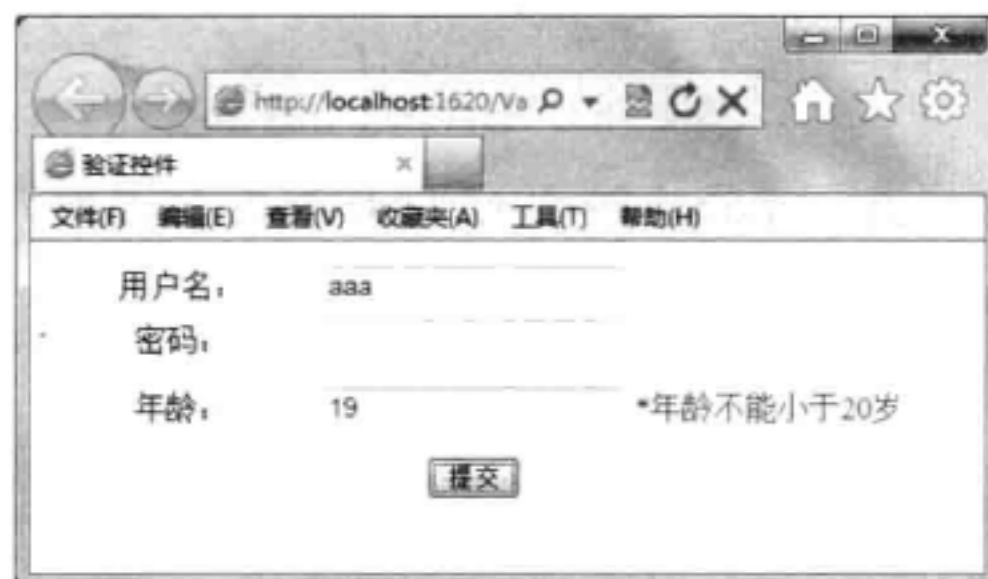 http://localhost:1620/Va
验证控件
文件(F) 编辑(E) 查看(V) 收藏夹(A) 工具(T) 帮助(H)
用户名： aaa
密码：
年龄： 19 *年龄不能小于20岁
提交